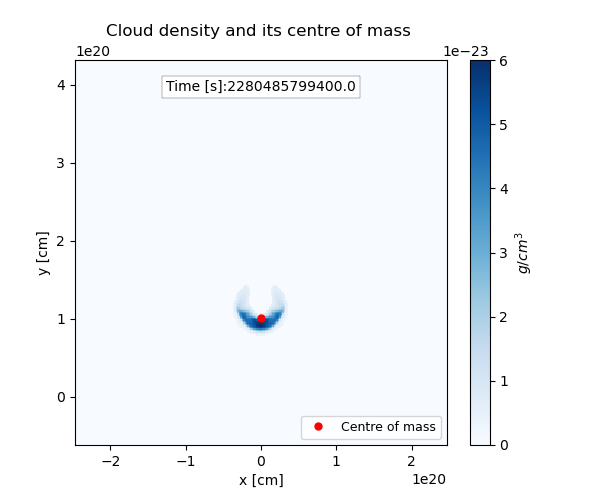 Cloud density and its centre of mass
1e20
1e−23
Time [s]:2280485799400.0
4
3
2
1
0
y [cm]
6
5
4
3
2
1
0
g/cm³
Centre of mass
−2 −1 0 1 2
x [cm]
1e20